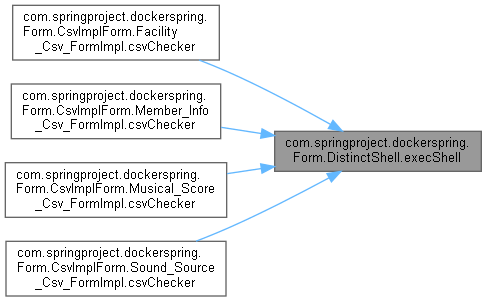 com.springproject.dockerspring.
Form.CsvImplForm.Facility
_Csv_FormImpl.csvChecker
com.springproject.dockerspring.
Form.CsvImplForm.Member_Info
_Csv_FormImpl.csvChecker
com.springproject.dockerspring.
Form.DistinctShell.execShell
com.springproject.dockerspring.
Form.CsvImplForm.Musical_Score
_Csv_FormImpl.csvChecker
com.springproject.dockerspring.
Form.CsvImplForm.Sound_Source
_Csv_FormImpl.csvChecker